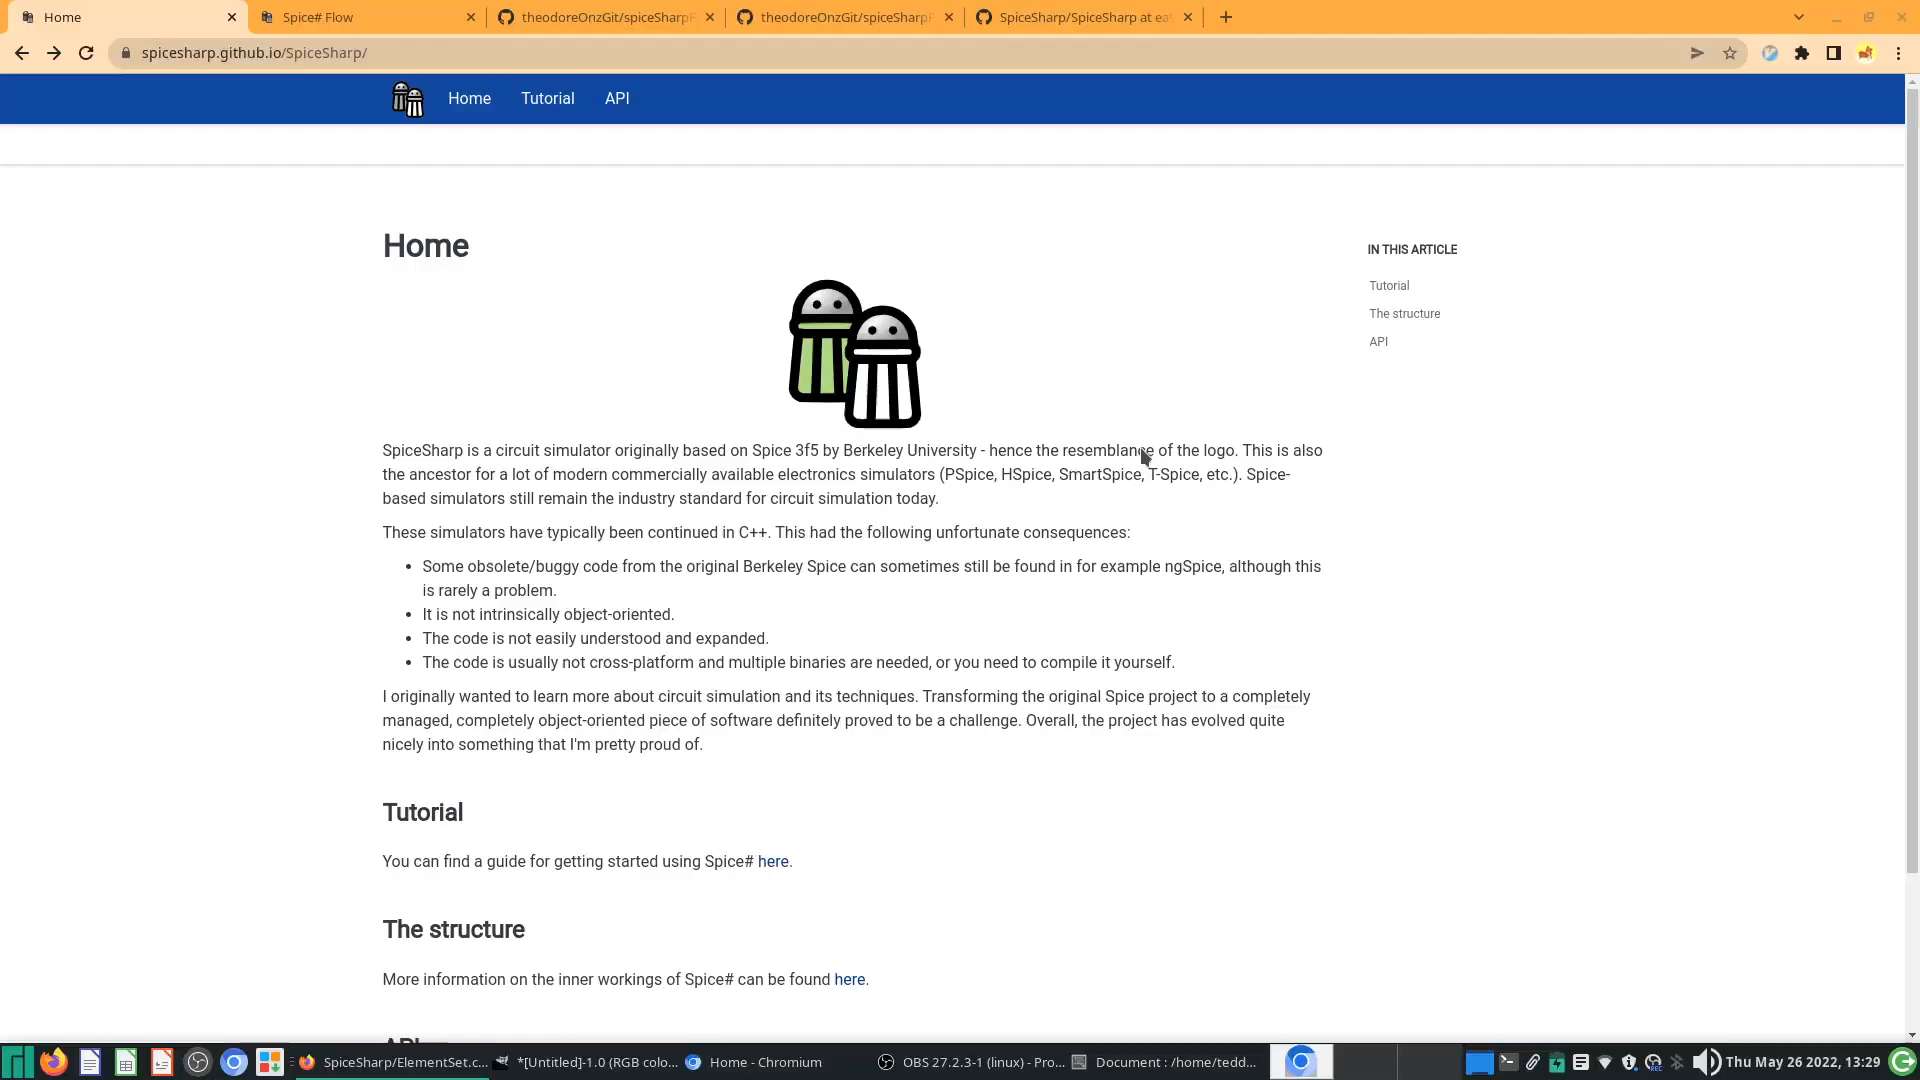 Home
Spice# Flow
theodoreOnzGit/spiceSharpF
theodoreOnzGit/spiceSharpF
SpiceSharp/SpiceSharp at ea
spicesharp.github.io/SpiceSharp/
Home Tutorial API
Home
IN THIS ARTICLE
Tutorial
The structure
API
SpiceSharp is a circuit simulator originally based on Spice 3f5 by Berkeley University - hence the resemblance of the logo. This is also
the ancestor for a lot of modern commercially available electronics simulators (PSpice, HSpice, SmartSpice, T-Spice, etc.). Spice-
based simulators still remain the industry standard for circuit simulation today.
These simulators have typically been continued in C++. This had the following unfortunate consequences:
• Some obsolete/buggy code from the original Berkeley Spice can sometimes still be found in for example ngSpice, although this
is rarely a problem.
• It is not intrinsically object-oriented.
• The code is not easily understood and expanded.
• The code is usually not cross-platform and multiple binaries are needed, or you need to compile it yourself.
I originally wanted to learn more about circuit simulation and its techniques. Transforming the original Spice project to a completely
managed, completely object-oriented piece of software definitely proved to be a challenge. Overall, the project has evolved quite
nicely into something that I'm pretty proud of.
Tutorial
You can find a guide for getting started using Spice# here.
The structure
More information on the inner workings of Spice# can be found here.
API
SpiceSharp/ElementSet.c...
*[Untitled]-1.0 (RGB colo...
Home - Chromium
OBS 27.2.3-1 (linux) - Pro...
Document : /home/tedd...
Thu May 26 2022, 13:29